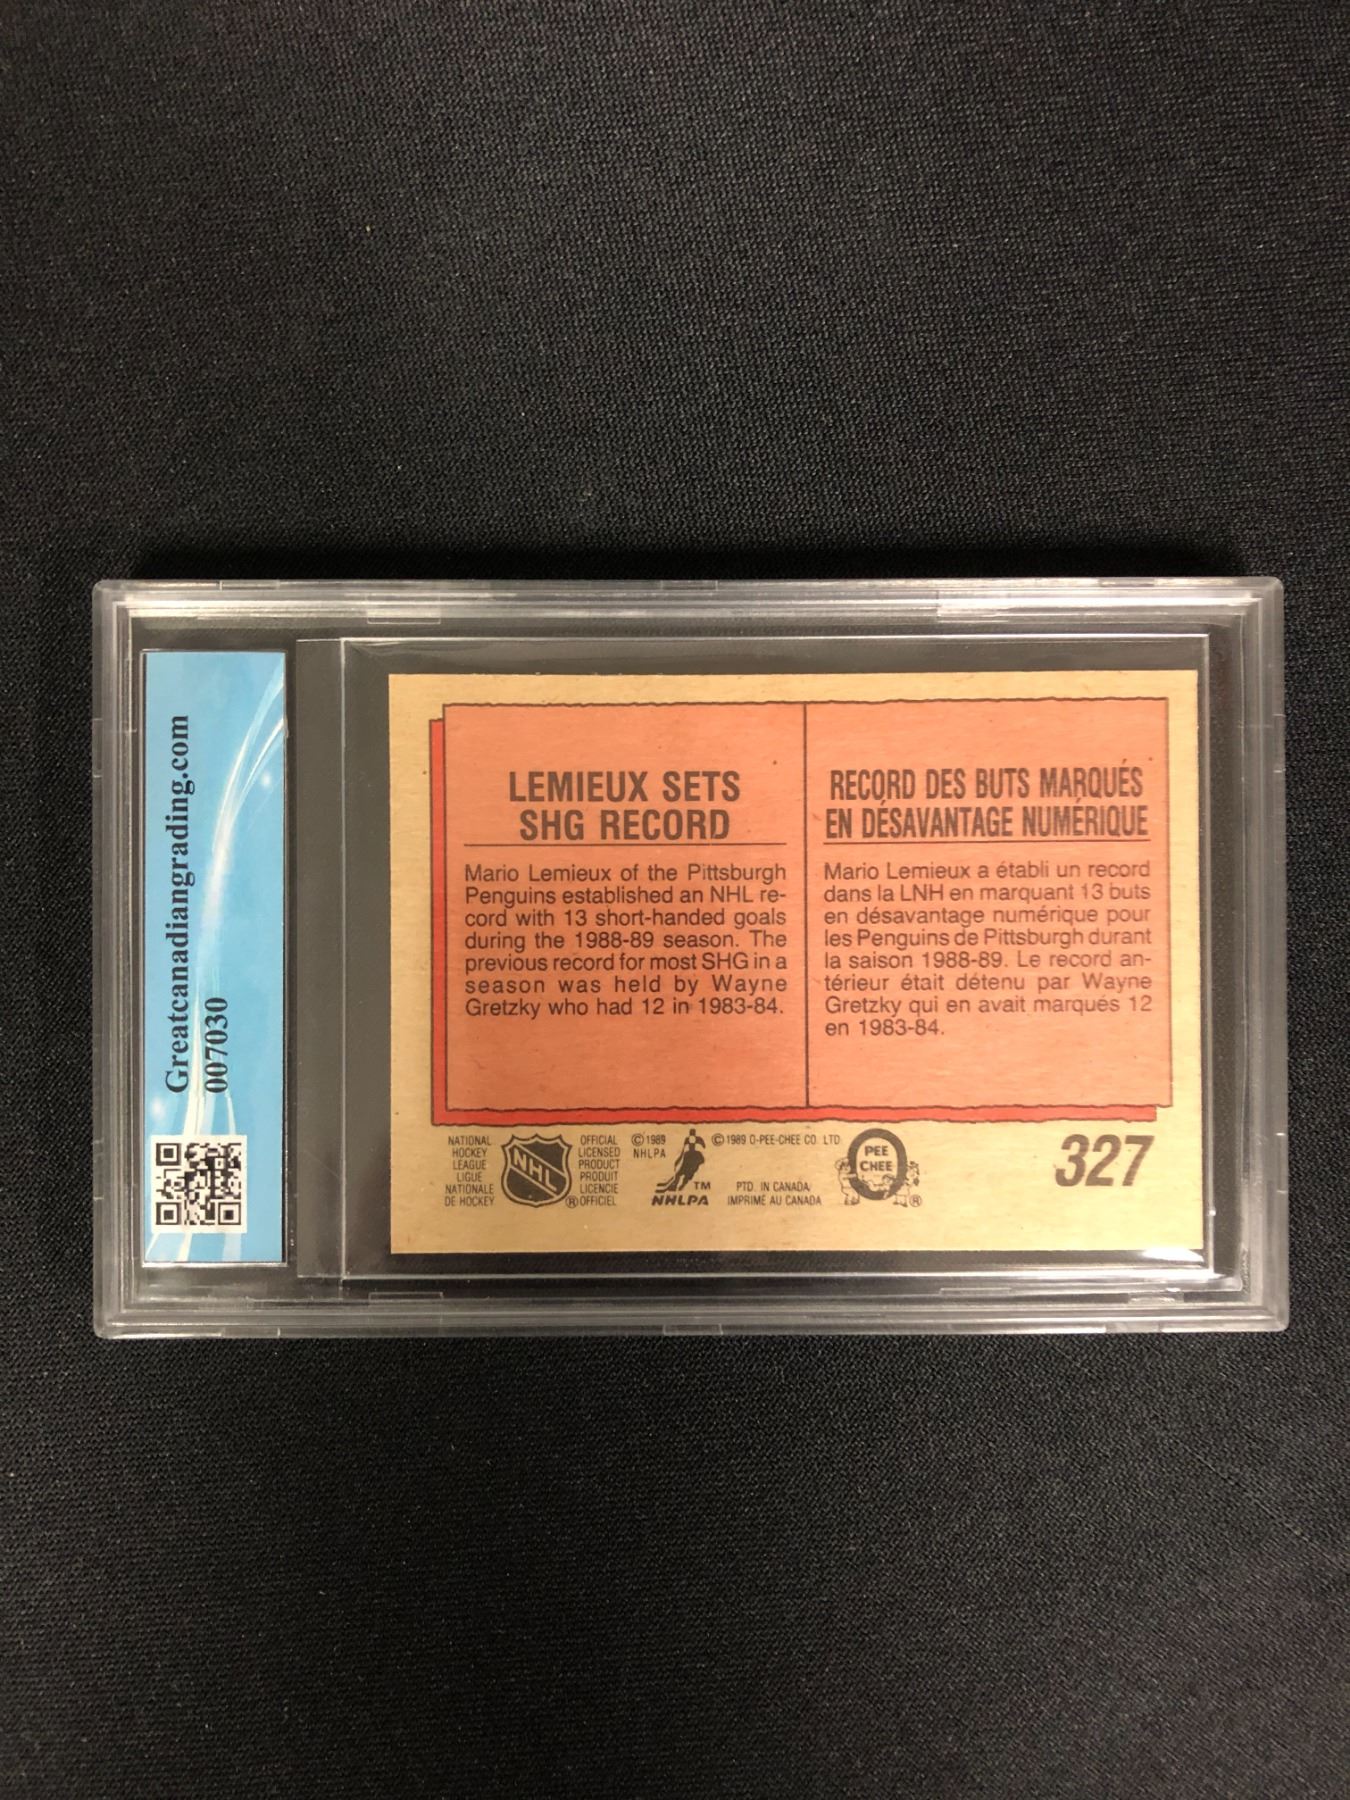 Greatcanadiangrading.com
007030
LEMIEUX SETS
SHG RECORD
Mario Lemieux of the Pittsburgh
Penguins established an NHL re-
cord with 13 short-handed goals
during the 1988-89 season. The
previous record for most SHG in a
season was held by Wayne
Gretzky who had 12 in 1983-84.
RECORD DES BUTS MARQUÉS
EN DÉSAVANTAGE NUMÉRIQUE
Mario Lemieux a établi un record
dans la LNH en marquant 13 buts
en désavantage numérique pour
les Penguins de Pittsburgh durant
la saison 1988-89. Le record an-
térieur était détenu par Wayne
Gretzky qui en avait marqués 12
en 1983-84.
NATIONAL
HOCKEY
LEAGUE
LIGUE
NATIONALE
DE HOCKEY
NHL
®
OFFICIAL
LICENSED
PRODUCT
PRODUIT
LICENCIE
OFFICIEL
© 1989
NHLPA
TM
NHLPA
© 1989 O-PEE-CHEE CO. LTD.
PTD. IN CANADA
IMPRIMÉ AU CANADA
PEE
CHEE
®
327